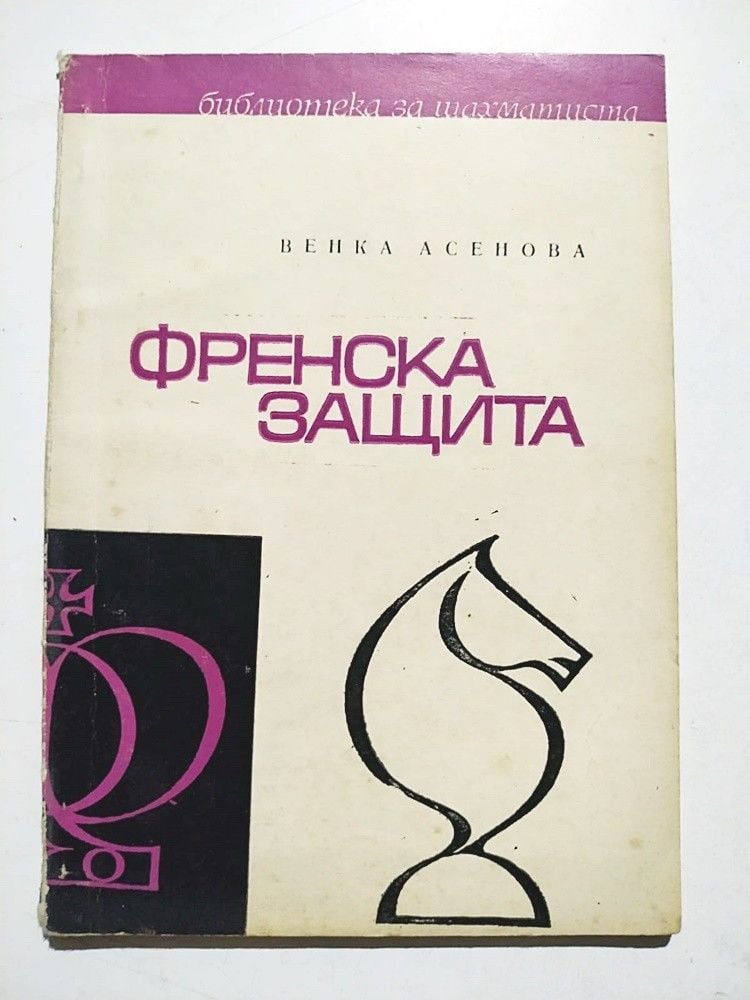 библиотека за шахматиста
ВЕНКА АСЕНОВА
ФРЕНСКА
ЗАЩИТА